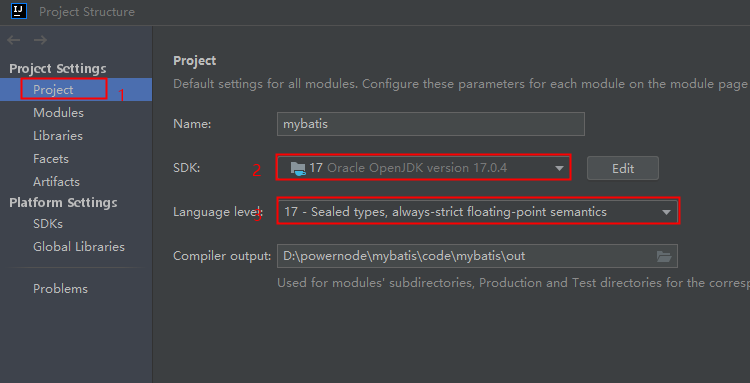 IJ Project Structure
Project Settings
Project 1
Modules
Libraries
Facets
Artifacts
Platform Settings
SDKs
Global Libraries
Problems
Project
Default settings for all modules. Configure these parameters for each module on the module page
Name: mybatis
SDK: 2 17 Oracle OpenJDK version 17.0.4 Edit
Language level: 3 17 - Sealed types, always-strict floating-point semantics
Compiler output: D:\powernode\mybatis\code\mybatis\out
Used for modules' subdirectories, Production and Test directories for the corresp